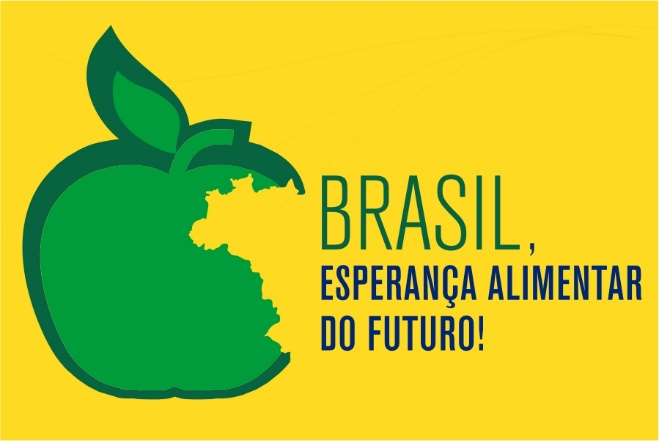 BRASIL,
ESPERANÇA ALIMENTAR
DO FUTURO!